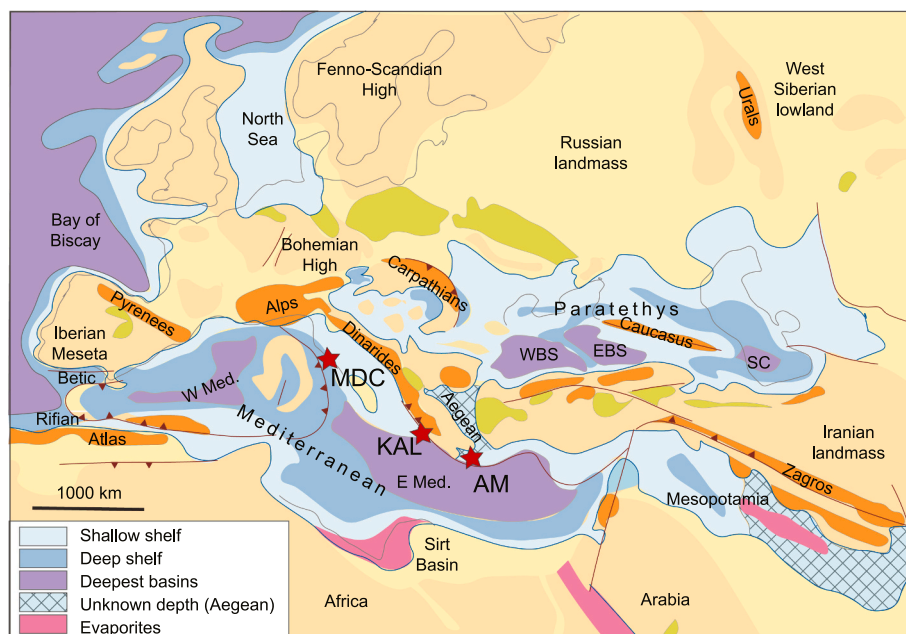 Fenno-Scandian
High
West
Siberian
lowland
Urals
North
Sea
Russian
landmass
Bay of
Biscay
Bohemian
High
Carpathians
Pyrenees
Alps
Paratethys
Dinarides
Caucasus
Iberian
Meseta
WBS
EBS
SC
Betic
W Med.
MDC
Aegean
Rifian
Atlas
Mediterranean
KAL
Iranian
landmass
Zagros
1000 km
E Med.
AM
Mesopotamia
Shallow shelf
Deep shelf
Deepest basins
Unknown depth (Aegean)
Evaporites
Sirt
Basin
Africa
Arabia